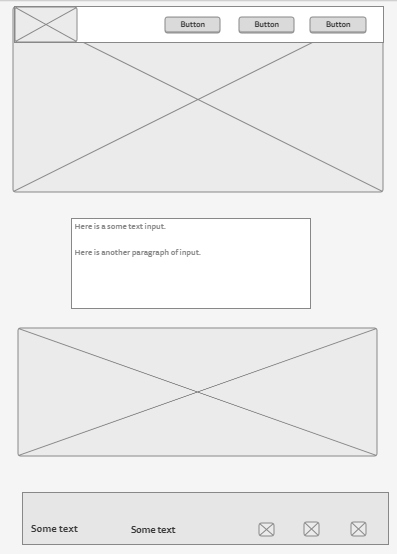 Button Button Button
Here is a some text input.
Here is another paragraph of input.
Some text Some text